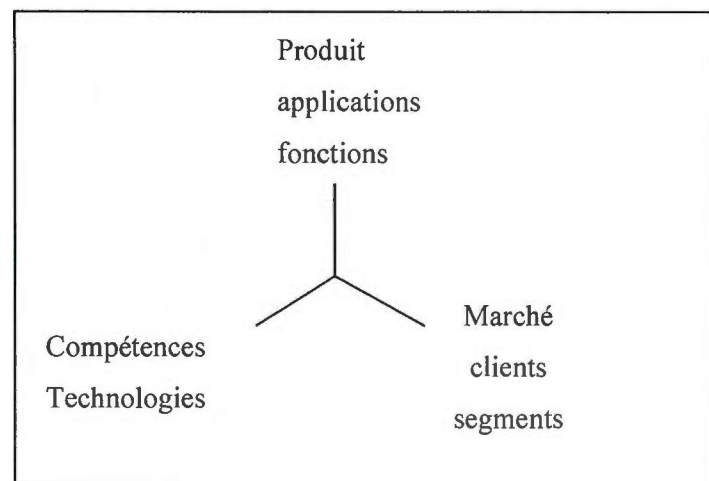 Produit
applications
fonctions
Compétences
Technologies
Marché
clients
segments